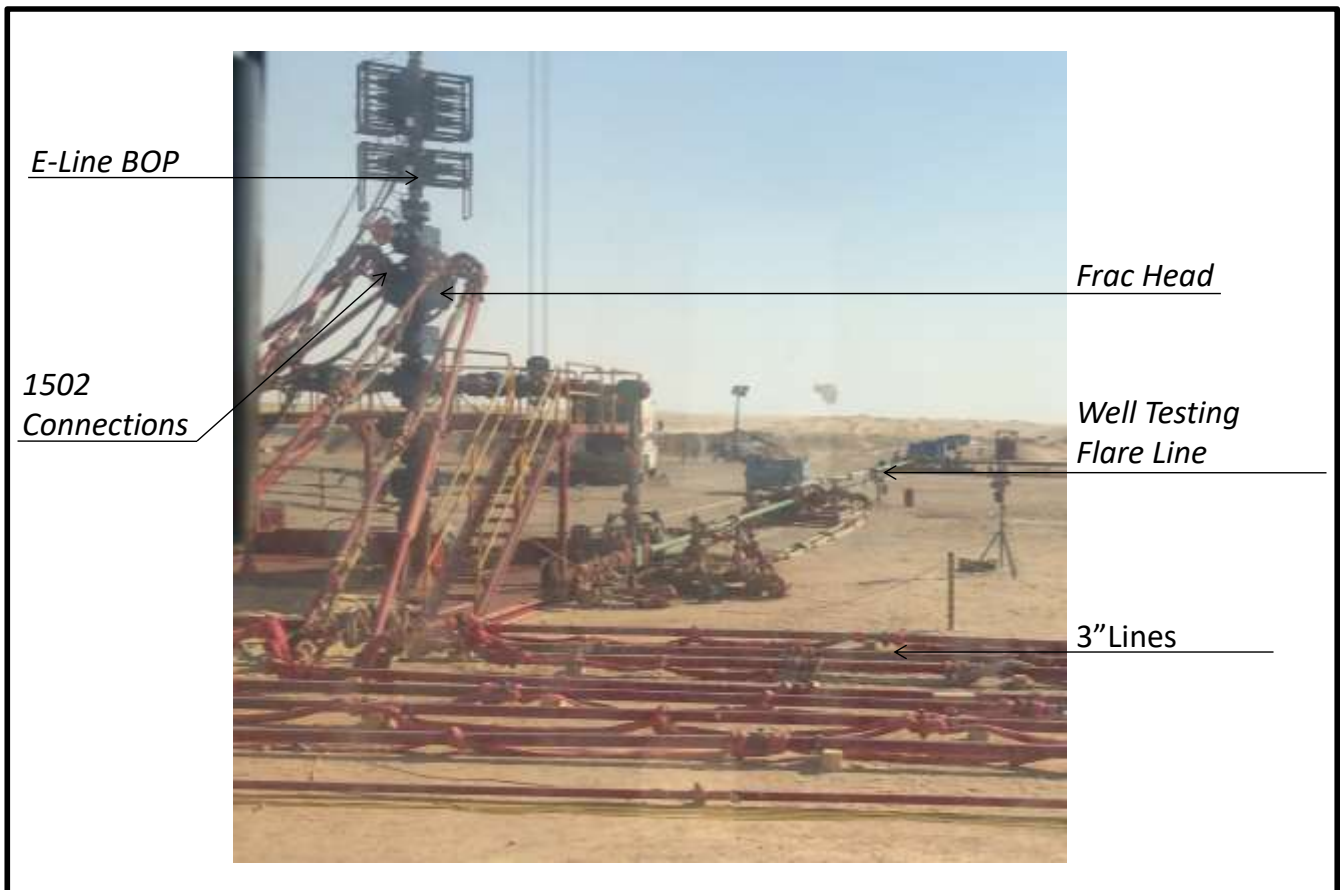 E-Line BOP
Frac Head
1502
Connections
Well Testing
Flare Line
3”Lines